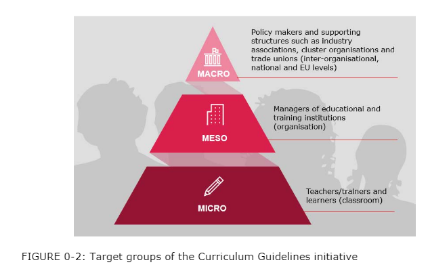 Policy makers and supporting
structures such as industry
associations, cluster organisations and
trade unions (inter-organisational,
national and EU levels)
MACRO
Managers of educational and
training institutions
(organisation)
MESO
Teachers/trainers and
learners (classroom)
MICRO
FIGURE 0-2: Target groups of the Curriculum Guidelines initiative